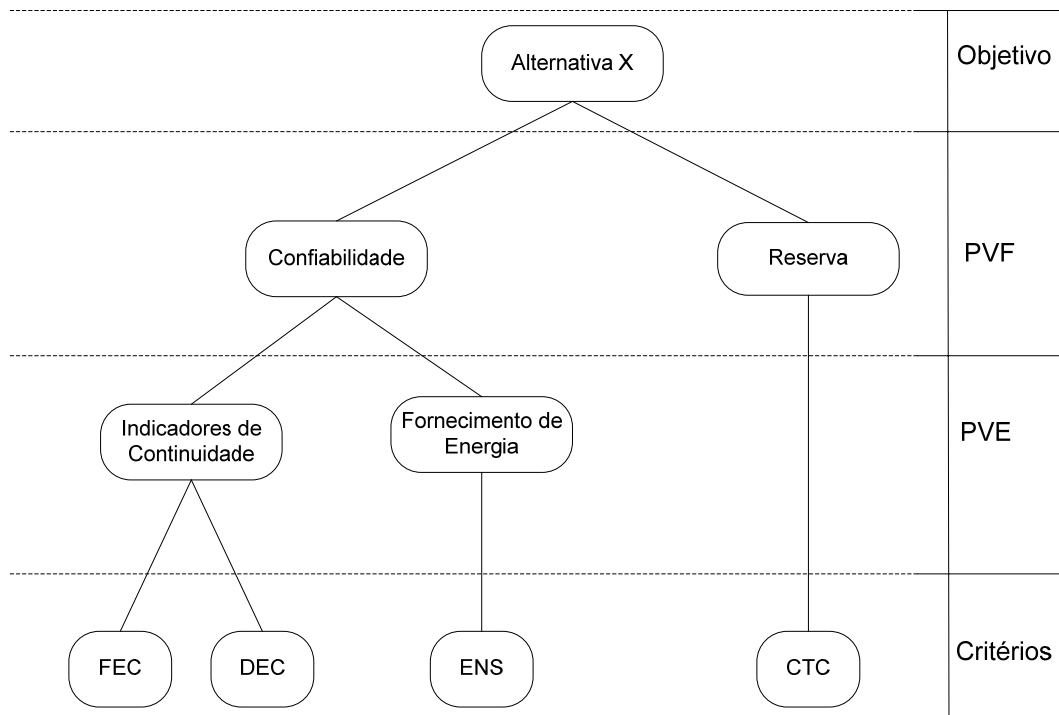 Alternativa X
Objetivo
Confiabilidade
Reserva
PVF
Indicadores de
Continuidade
Fornecimento de
Energia
PVE
FEC
DEC
ENS
CTC
Critérios